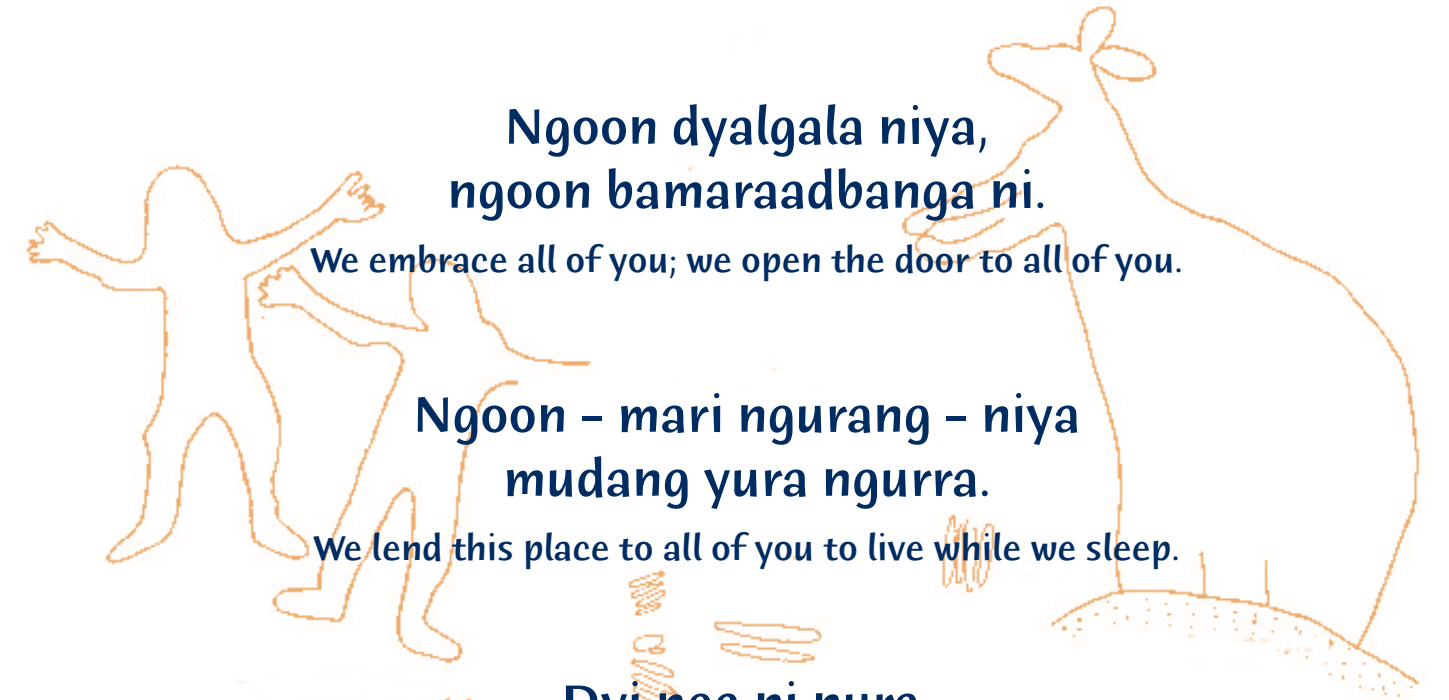 Ngoon dyalgala niya,
ngoon bamaraadbanga ni.
We embrace all of you; we open the door to all of you.
Ngoon – mari ngurang – niya
mudang yura ngurra.
We lend this place to all of you to live while we sleep.